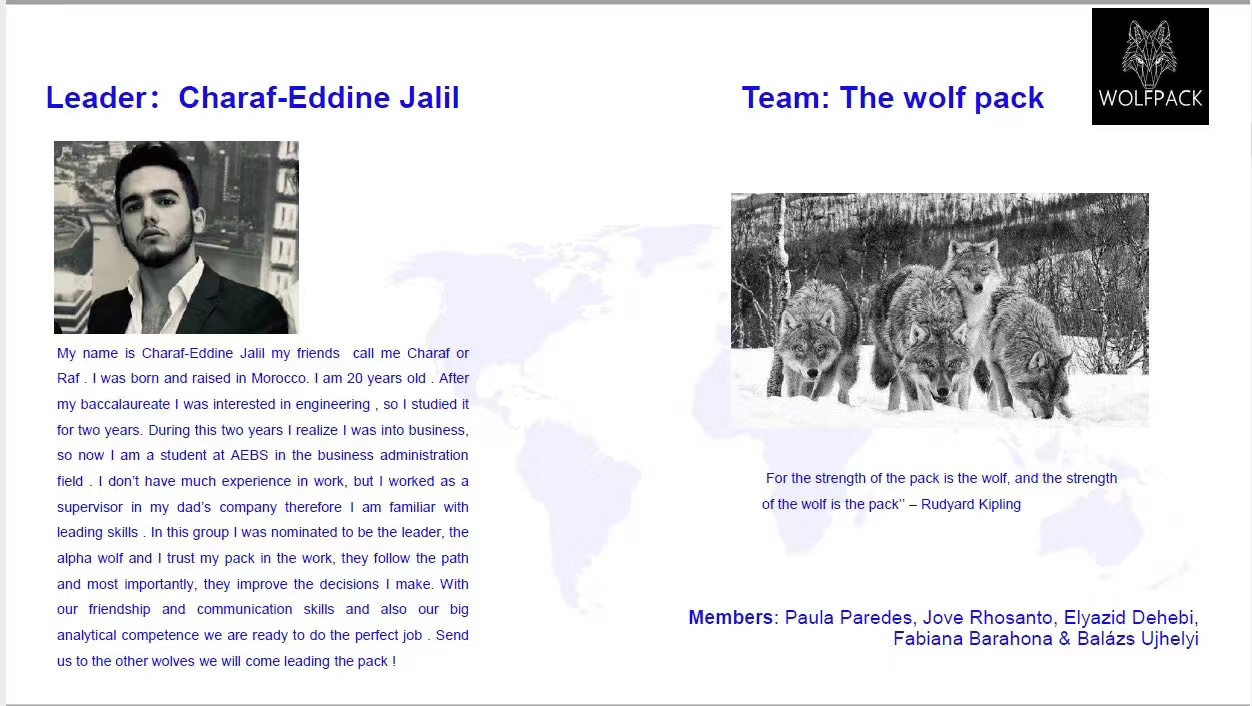 Leader：Charaf-Eddine Jalil
Team: The wolf pack
WOLFPACK
My name is Charaf-Eddine Jalil my friends call me Charaf or
Raf . I was born and raised in Morocco. I am 20 years old . After
my baccalaureate I was interested in engineering , so I studied it
for two years. During this two years I realize I was into business,
so now I am a student at AEBS in the business administration
field . I don’t have much experience in work, but I worked as a
supervisor in my dad’s company therefore I am familiar with
leading skills . In this group I was nominated to be the leader, the
alpha wolf and I trust my pack in the work, they follow the path
and most importantly, they improve the decisions I make. With
our friendship and communication skills and also our big
analytical competence we are ready to do the perfect job . Send
us to the other wolves we will come leading the pack !
For the strength of the pack is the wolf, and the strength
of the wolf is the pack’’ – Rudyard Kipling
Members: Paula Paredes, Jove Rhosanto, Elyazid Dehebi,
Fabiana Barahona & Balázs Ujhelyi